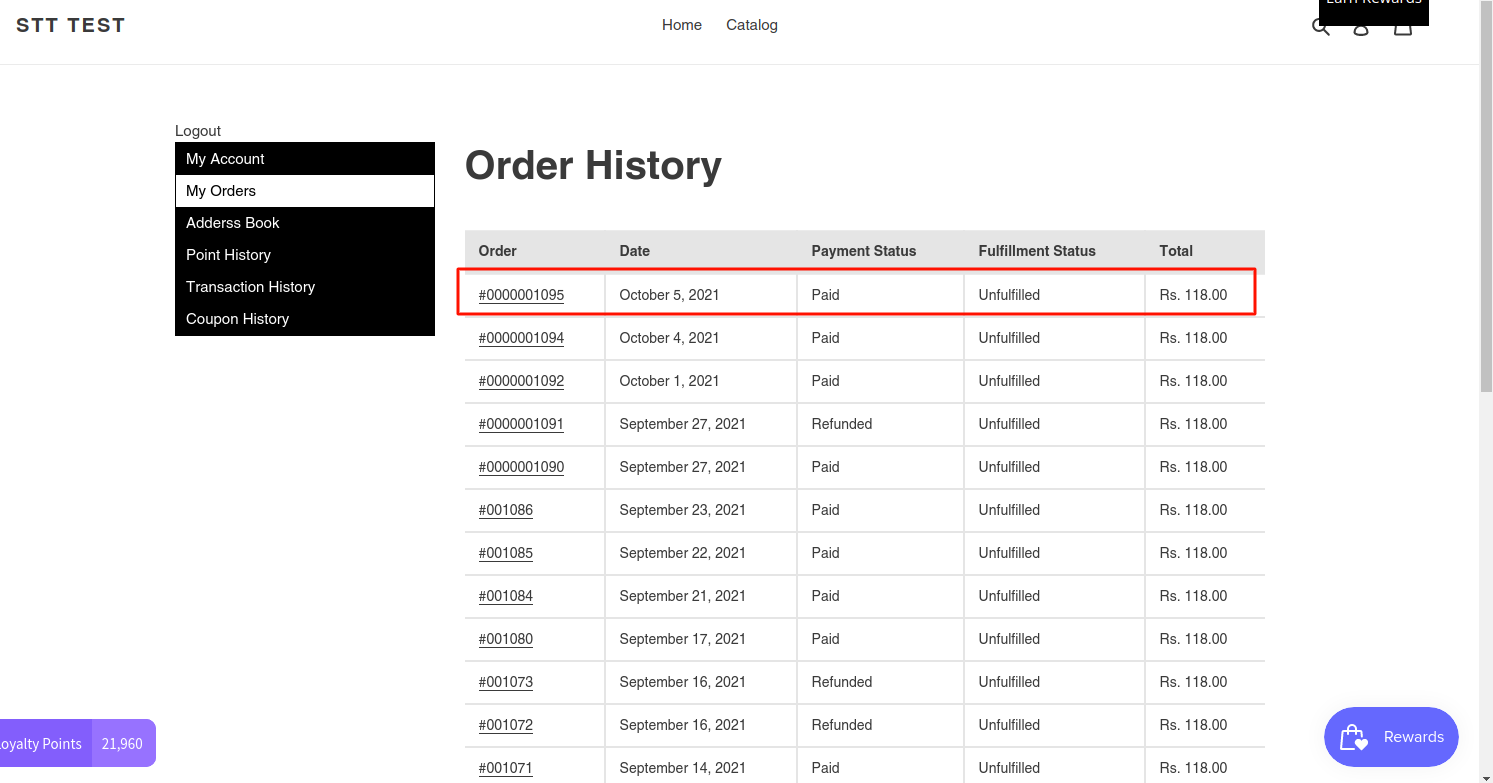 STT TEST
Home Catalog
Earn Rewards
Logout
My Account
My Orders
Adderss Book
Point History
Transaction History
Coupon History
Order History
Order Date Payment Status Fulfillment Status Total
#0000001095 October 5, 2021 Paid Unfulfilled Rs. 118.00
#0000001094 October 4, 2021 Paid Unfulfilled Rs. 118.00
#0000001092 October 1, 2021 Paid Unfulfilled Rs. 118.00
#0000001091 September 27, 2021 Refunded Unfulfilled Rs. 118.00
#0000001090 September 27, 2021 Paid Unfulfilled Rs. 118.00
#001086 September 23, 2021 Paid Unfulfilled Rs. 118.00
#001085 September 22, 2021 Paid Unfulfilled Rs. 118.00
#001084 September 21, 2021 Paid Unfulfilled Rs. 118.00
#001080 September 17, 2021 Paid Unfulfilled Rs. 118.00
#001073 September 16, 2021 Refunded Unfulfilled Rs. 118.00
#001072 September 16, 2021 Refunded Unfulfilled Rs. 118.00
#001071 September 14, 2021 Paid Unfulfilled Rs. 118.00
oyalty Points 21,960
Rewards